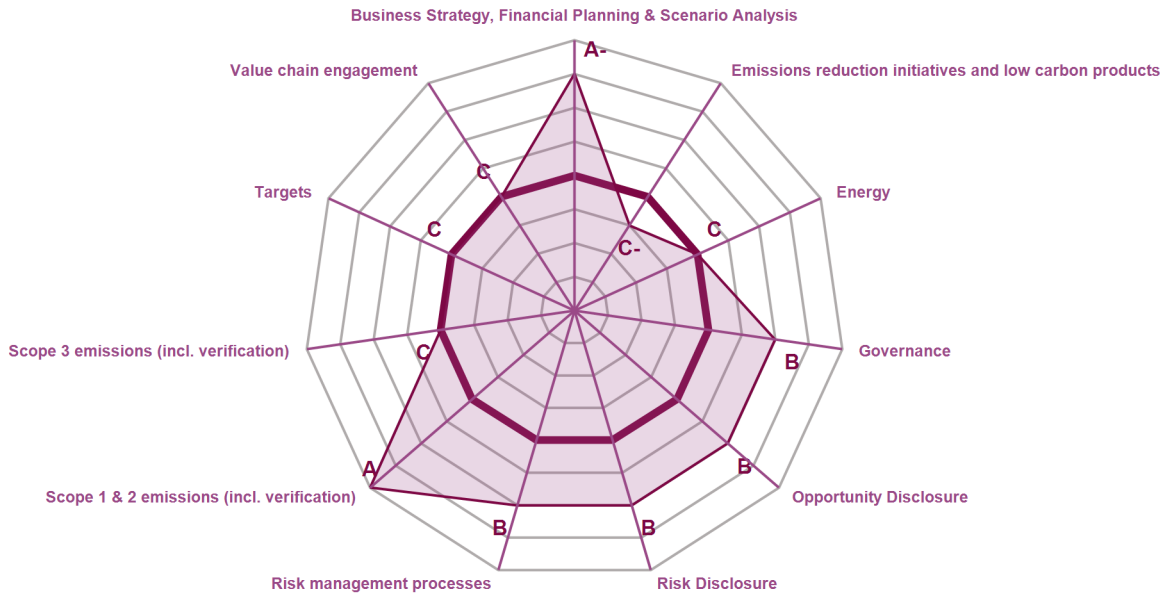 Business Strategy, Financial Planning & Scenario Analysis
A-
Value chain engagement
Emissions reduction initiatives and low carbon products
C
Targets
Energy
C
C
C-
Scope 3 emissions (incl. verification)
C
Governance
B
A
B
Scope 1 & 2 emissions (incl. verification)
Opportunity Disclosure
B
B
Risk management processes
Risk Disclosure